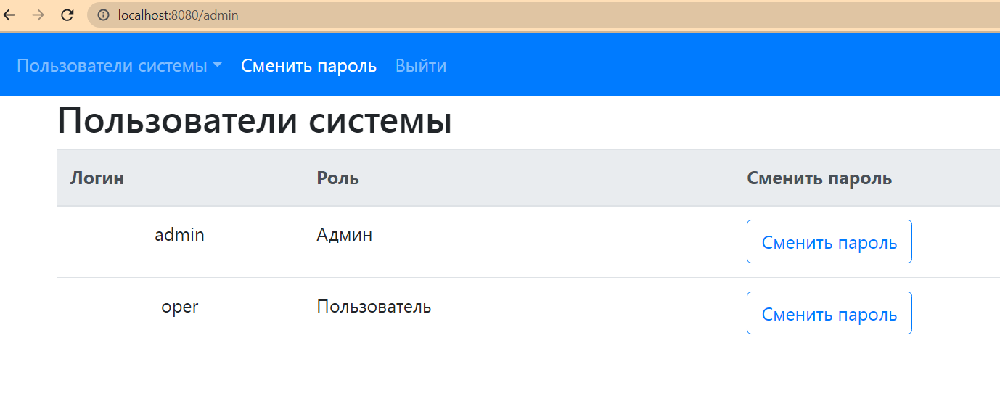 localhost:8080/admin
Пользователи системы Сменить пароль Выйти
Пользователи системы
Логин Роль Сменить пароль
admin Админ Сменить пароль
oper Пользователь Сменить пароль